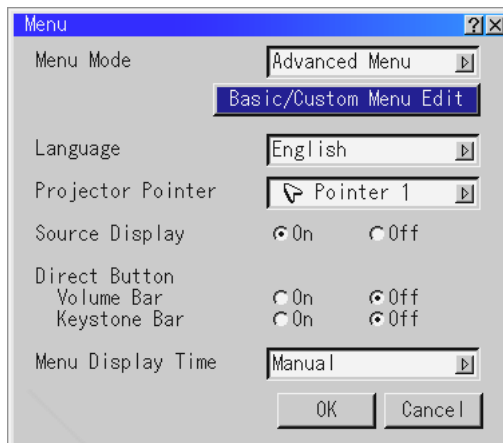 Menu ? ×
Menu Mode Advanced Menu
Basic/Custom Menu Edit
Language English
Projector Pointer Pointer 1
Source Display On Off
Direct Button
Volume Bar On Off
Keystone Bar On Off
Menu Display Time Manual
OK Cancel